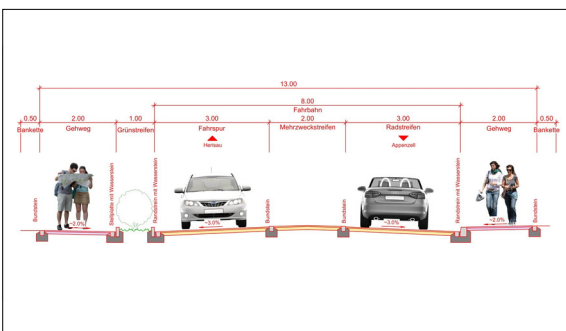 13.00
8.00
Fahrbahn
0.50 2.00 1.00 3.00 2.00 3.00 2.00 0.50
Bankette Gehweg Grünstreifen Fahrspur Mehrzweckstreifen Radstreifen Gehweg Bankette
Herisau Appenzell
Bundstein
Stellplatte mit Wasserstein
Randstein mit Wasserstein
Bundstein
Bundstein
Randstein mit Wasserstein
Bundstein
~2.0% ~3.0% ~3.0% ~2.0%